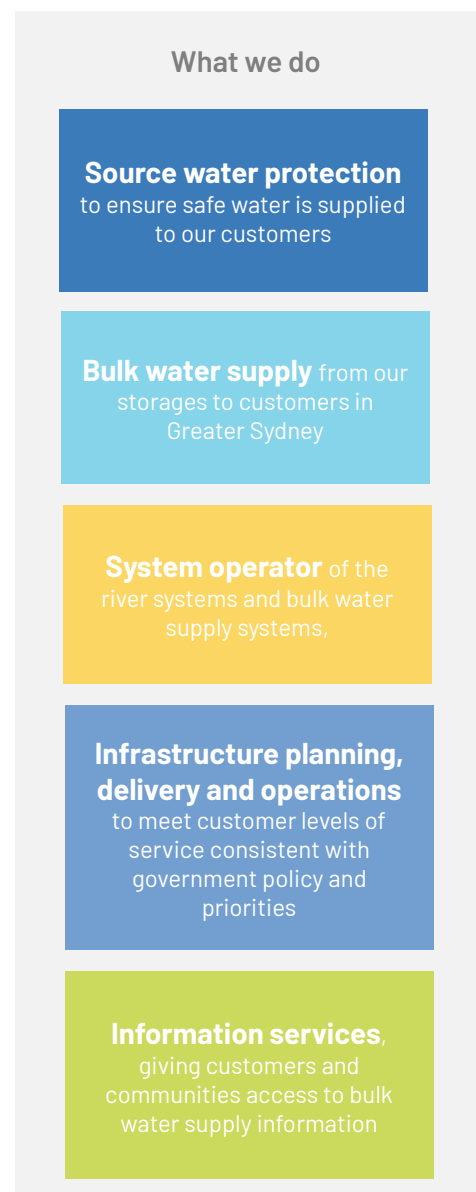 What we do
Source water protection
to ensure safe water is supplied
to our customers
Bulk water supply from our
storages to customers in
Greater Sydney
System operator of the
river systems and bulk water
supply systems,
Infrastructure planning,
delivery and operations
to meet customer levels of
service consistent with
government policy and
priorities
Information services,
giving customers and
communities access to bulk
water supply information